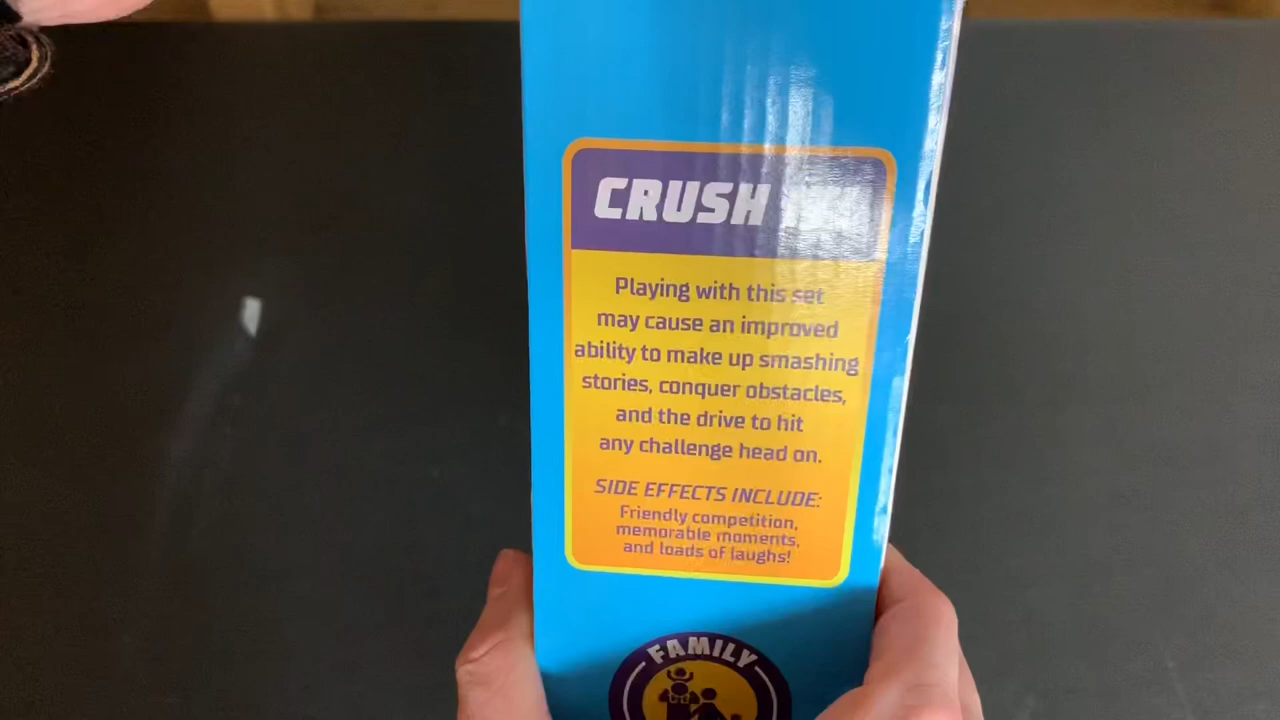 CRUSH
Playing with this set
may cause an improved
ability to make up smashing
stories, conquer obstacles,
and the drive to hit
any challenge head on.
SIDE EFFECTS INCLUDE:
Friendly competition,
memorable moments,
and loads of laughs!
FAMILY